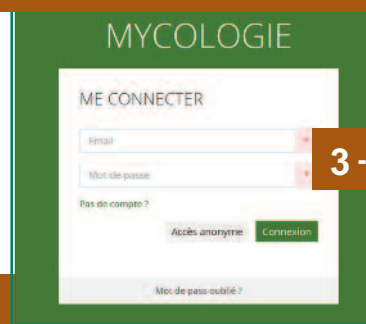 MYCOLOGIE
ME CONNECTER
Email *
Mot de passe *
3 -
Pas de compte ?
Accès anonyme Connexion
Mot de pass oublié ?